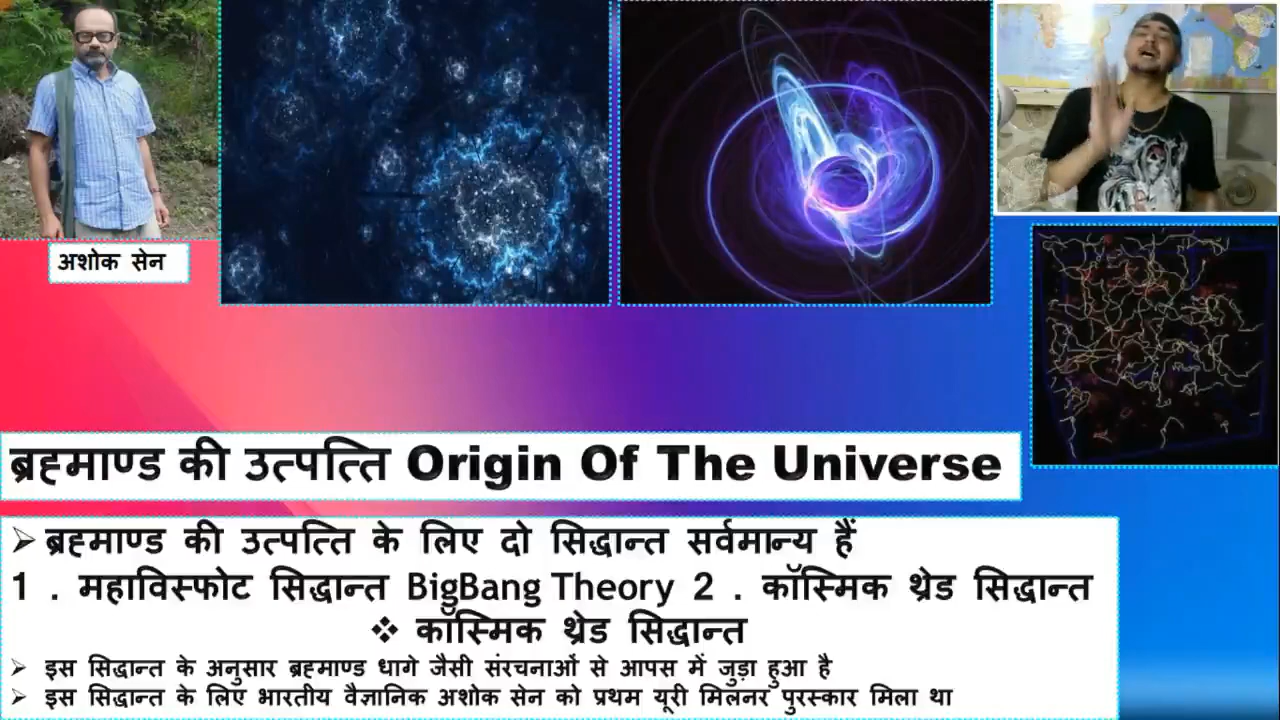 अशोक सेन
ब्रह्माण्ड की उत्पत्ति Origin Of The Universe
➢ ब्रह्माण्ड की उत्पत्ति के लिए दो सिद्धान्त सर्वमान्य हैं
1 . महाविस्फोट सिद्धान्त BigBang Theory 2 . कॉस्मिक थ्रेड सिद्धान्त
❖ कॉस्मिक थ्रेड सिद्धान्त
➢ इस सिद्धान्त के अनुसार ब्रह्माण्ड धागे जैसी संरचनाओं से आपस में जुड़ा हुआ है
➢ इस सिद्धान्त के लिए भारतीय वैज्ञानिक अशोक सेन को प्रथम यूरी मिलनर पुरस्कार मिला था